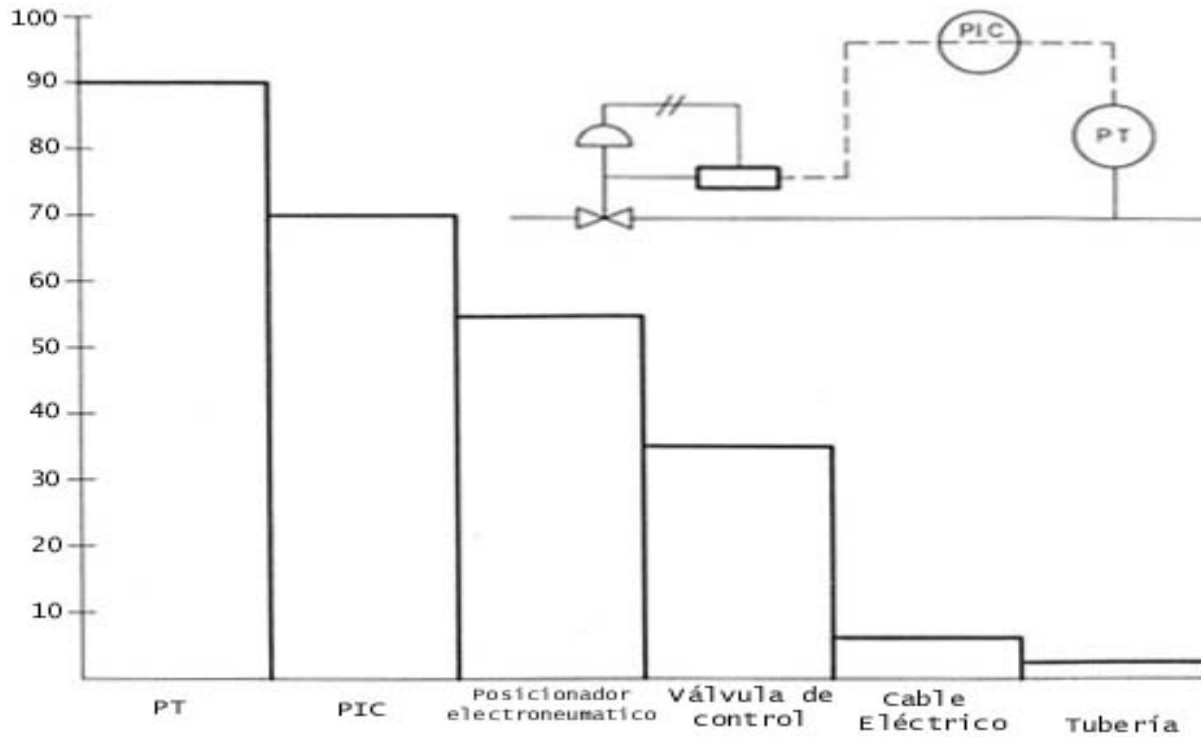 100
90
80
70
60
50
40
30
20
10
PIC
PT
PT
PIC
Posicionador
electroneumatico
Válvula de
control
Cable
Eléctrico
Tubería